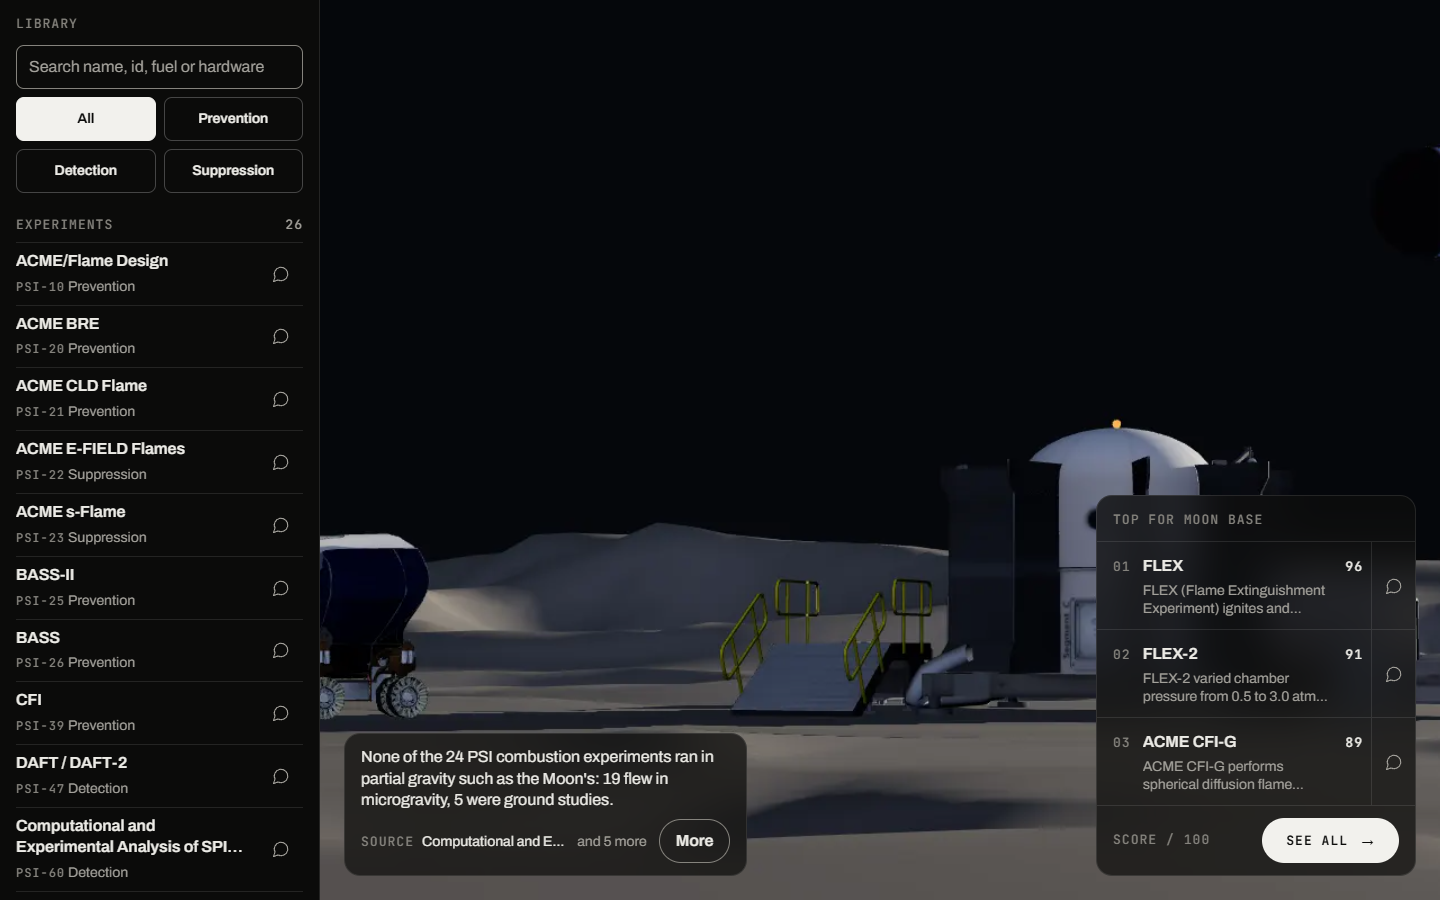 LIBRARY
Search name, id, fuel or hardware
All
Prevention
Detection
Suppression
EXPERIMENTS 26
ACME/Flame Design
PSI-10 Prevention
ACME BRE
PSI-20 Prevention
ACME CLD Flame
PSI-21 Prevention
ACME E-FIELD Flames
PSI-22 Suppression
ACME s-Flame
PSI-23 Suppression
BASS-II
PSI-25 Prevention
BASS
PSI-26 Prevention
CFI
PSI-39 Prevention
DAFT / DAFT-2
PSI-47 Detection
Computational and
Experimental Analysis of SPI...
PSI-60 Detection
None of the 24 PSI combustion experiments ran in
partial gravity such as the Moon's: 19 flew in
microgravity, 5 were ground studies.
SOURCE Computational and E... and 5 more More
TOP FOR MOON BASE
01 FLEX 96
FLEX (Flame Extinguishment
Experiment) ignites and...
02 FLEX-2 91
FLEX-2 varied chamber
pressure from 0.5 to 3.0 atm...
03 ACME CFI-G 89
ACME CFI-G performs
spherical diffusion flame...
SCORE / 100 SEE ALL →